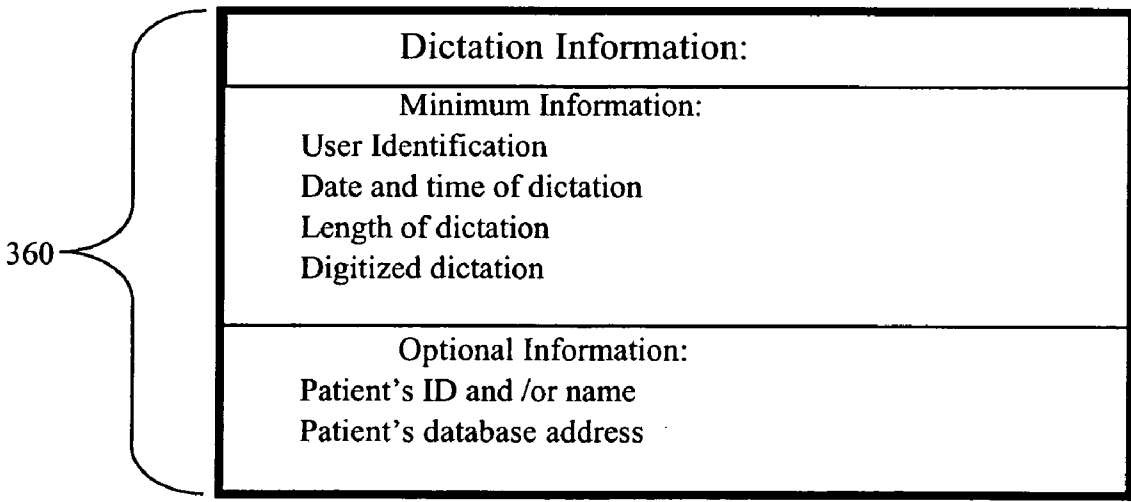 Dictation Information:
Minimum Information:
User Identification
Date and time of dictation
Length of dictation
360
Digitized dictation
Optional Information:
Patient's ID and /or name
Patient's database address